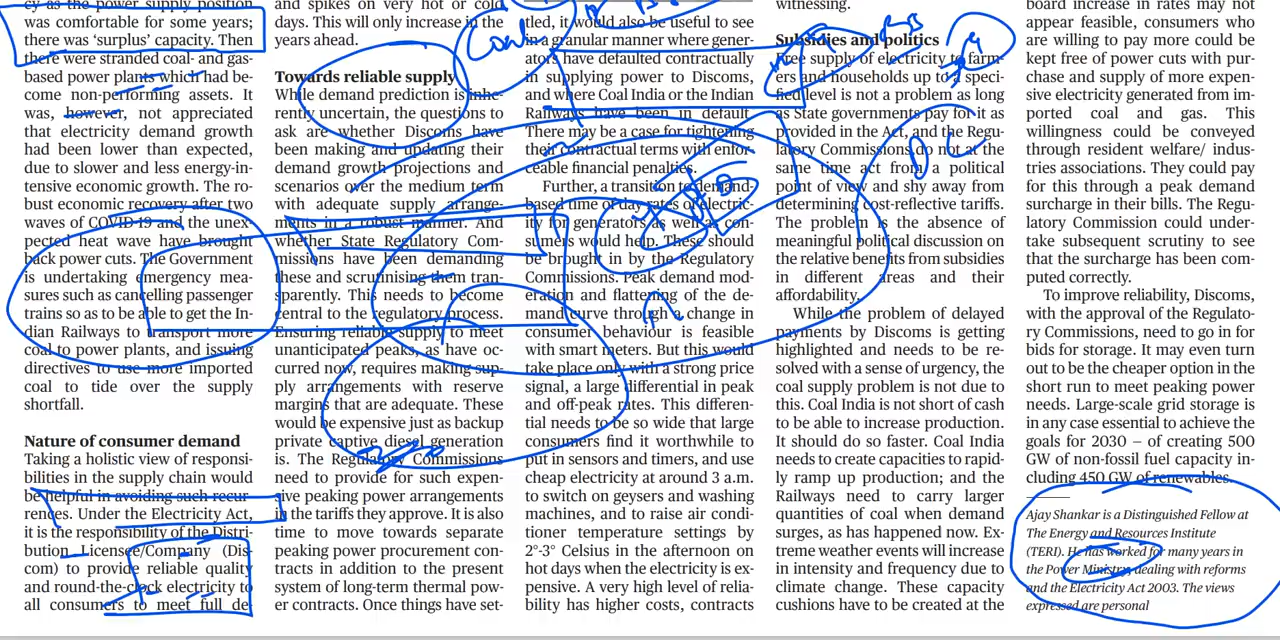 cy as the power supply position
was comfortable for some years;
there was ‘surplus’ capacity. Then
there were stranded coal- and gas-
based power plants which had be-
come non-performing assets. It
was, however, not appreciated
that electricity demand growth
had been lower than expected,
due to slower and less energy-in-
tensive economic growth. The ro-
bust economic recovery after two
waves of COVID-19 and the unex-
pected heat wave have brought
back power cuts. The Government
is undertaking emergency mea-
sures such as cancelling passenger
trains so as to be able to get the In-
dian Railways to transport more
coal to power plants, and issuing
directives to use more imported
coal to tide over the supply
shortfall.
Nature of consumer demand
Taking a holistic view of responsi-
bilities in the supply chain would
be helpful in avoiding such recur-
rences. Under the Electricity Act,
it is the responsibility of the Distri-
bution Licensee/Company (Dis-
com) to provide reliable quality
and round-the-clock electricity to
all consumers to meet full de-
and spikes on very hot or cold
days. This will only increase in the
years ahead.
Towards reliable supply
While demand prediction is inhe-
rently uncertain, the questions to
ask are whether Discoms have
been making and updating their
demand growth projections and
scenarios over the medium term
with adequate supply arrange-
ments in a robust manner. And
whether State Regulatory Com-
missions have been demanding
these and scrutinising them tran-
sparently. This needs to become
central to the regulatory process.
Ensuring reliable supply to meet
unanticipated peaks, as have oc-
curred now, requires making sup-
ply arrangements with reserve
margins that are adequate. These
would be expensive just as backup
private captive diesel generation
is. The Regulatory Commissions
need to provide for such expen-
sive peaking power arrangements
in the tariffs they approve. It is also
time to move towards separate
peaking power procurement con-
tracts in addition to the present
system of long-term thermal pow-
er contracts. Once things have set-
tled, it would also be useful to see
in a granular manner where gener-
ators have defaulted contractually
in supplying power to Discoms,
and where Coal India or the Indian
Railways have been in default.
There may be a case for tightening
their contractual terms with enfor-
ceable financial penalties.
Further, a transition to demand-
based time of day rates of electric-
ity for generators as well as con-
sumers would help. These should
be brought in by the Regulatory
Commissions. Peak demand mod-
eration and flattening of the de-
mand curve through a change in
consumer behaviour is feasible
with smart meters. But this would
take place only with a strong price
signal, a large differential in peak
and off-peak rates. This differen-
tial needs to be so wide that large
consumers find it worthwhile to
put in sensors and timers, and use
cheap electricity at around 3 a.m.
to switch on geysers and washing
machines, and to raise air condi-
tioner temperature settings by
2°-3° Celsius in the afternoon on
hot days when the electricity is ex-
pensive. A very high level of relia-
bility has higher costs, contracts
witnessing.
Subsidies and politics
Free supply of electricity to farm-
ers and households up to a speci-
fied level is not a problem as long
as State governments pay for it as
provided in the Act, and the Regu-
latory Commissions do not at the
same time act from a political
point of view and shy away from
determining cost-reflective tariffs.
The problem is the absence of
meaningful political discussion on
the relative benefits from subsidies
in different areas and their
affordability.
While the problem of delayed
payments by Discoms is getting
highlighted and needs to be re-
solved with a sense of urgency, the
coal supply problem is not due to
this. Coal India is not short of cash
to be able to increase production.
It should do so faster. Coal India
needs to create capacities to rapid-
ly ramp up production; and the
Railways need to carry larger
quantities of coal when demand
surges, as has happened now. Ex-
treme weather events will increase
in intensity and frequency due to
climate change. These capacity
cushions have to be created at the
board increase in rates may not
appear feasible, consumers who
are willing to pay more could be
kept free of power cuts with pur-
chase and supply of more expen-
sive electricity generated from im-
ported coal and gas. This
willingness could be conveyed
through resident welfare/ indus-
tries associations. They could pay
for this through a peak demand
surcharge in their bills. The Regu-
latory Commission could under-
take subsequent scrutiny to see
that the surcharge has been com-
puted correctly.
To improve reliability, Discoms,
with the approval of the Regulato-
ry Commissions, need to go in for
bids for storage. It may even turn
out to be the cheaper option in the
short run to meet peaking power
needs. Large-scale grid storage is
in any case essential to achieve the
goals for 2030 – of creating 500
GW of non-fossil fuel capacity in-
cluding 450 GW of renewables.
Ajay Shankar is a Distinguished Fellow at
The Energy and Resources Institute
(TERI). He has worked for many years in
the Power Ministry, dealing with reforms
and the Electricity Act 2003. The views
expressed are personal